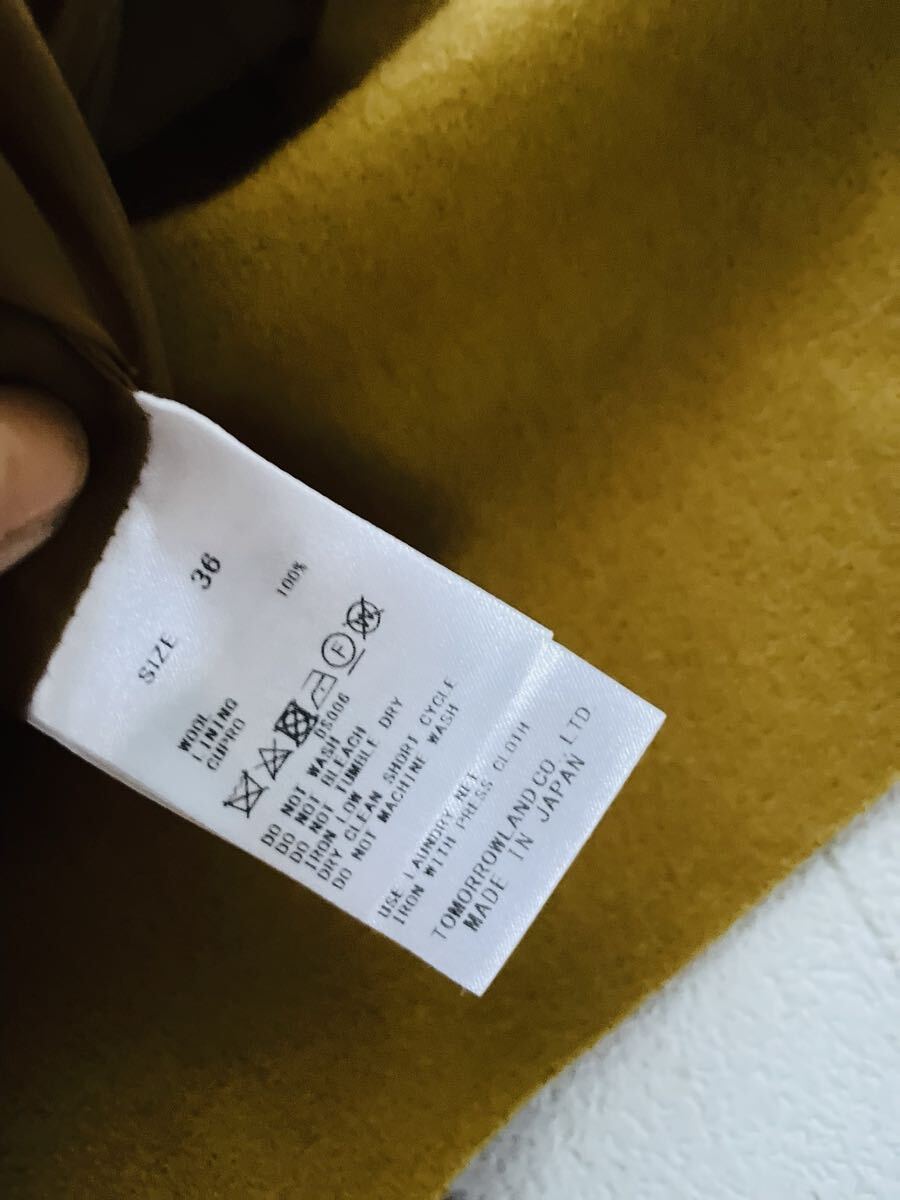 SIZE 36
WOOL 100%
LINING
CUPRO
F W
DS006
DO NOT WASH
DO NOT BLEACH
DO NOT TUMBLE DRY
IRON LOW
DRY CLEAN SHORT CYCLE
DO NOT MACHINE WASH
USE LAUNDRY NET
IRON WITH PRESS CLOTH
TOMORROWLAND CO., LTD
MADE IN JAPAN